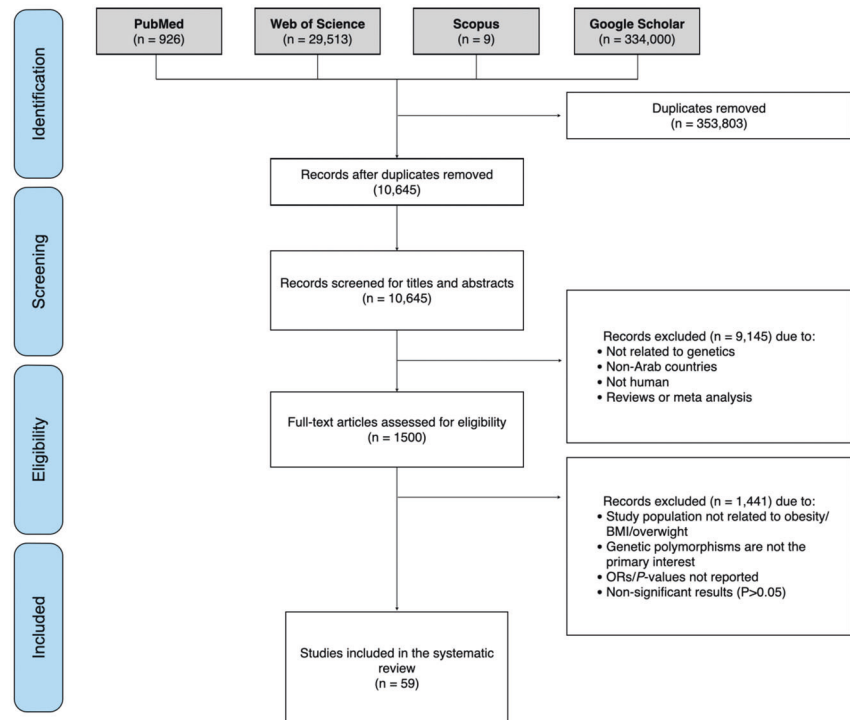 PubMed
(n = 926)
Web of Science
(n = 29,513)
Scopus
(n = 9)
Google Scholar
(n = 334,000)
Identification
Duplicates removed
(n = 353,803)
Records after duplicates removed
(10,645)
Screening
Records screened for titles and abstracts
(n = 10,645)
Records excluded (n = 9,145) due to:
• Not related to genetics
• Non-Arab countries
• Not human
• Reviews or meta analysis
Eligibility
Full-text articles assessed for eligibility
(n = 1500)
Records excluded (n = 1,441) due to:
• Study population not related to obesity/
BMI/overwight
• Genetic polymorphisms are not the
primary interest
• ORs/P-values not reported
• Non-significant results (P>0.05)
Included
Studies included in the systematic
review
(n = 59)